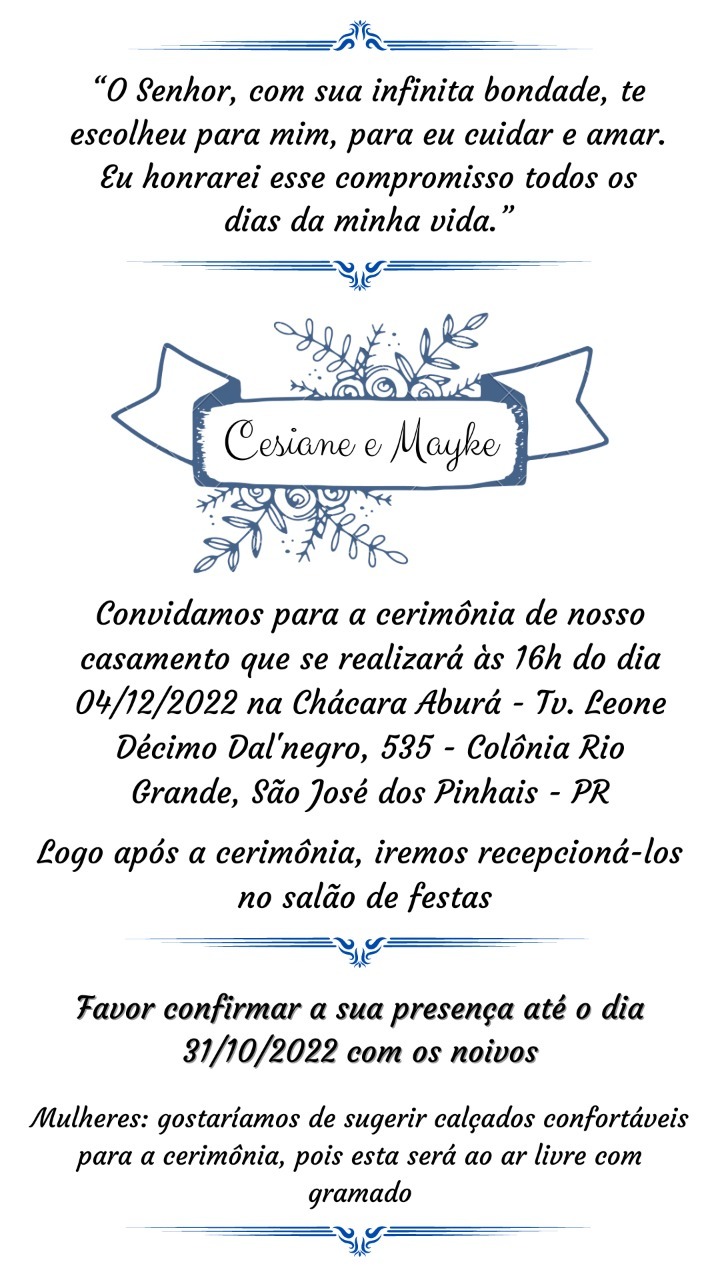 “O Senhor, com sua infinita bondade, te
escolheu para mim, para eu cuidar e amar.
Eu honrarei esse compromisso todos os
dias da minha vida.”
Cesiane e Mayke
Convidamos para a cerimônia de nosso
casamento que se realizará às 16h do dia
04/12/2022 na Chácara Aburá - Tv. Leone
Décimo Dal'negro, 535 - Colônia Rio
Grande, São José dos Pinhais - PR
Logo após a cerimônia, iremos recepcioná-los
no salão de festas
Favor confirmar a sua presença até o dia
31/10/2022 com os noivos
Mulheres: gostaríamos de sugerir calçados confortáveis
para a cerimônia, pois esta será ao ar livre com
gramado